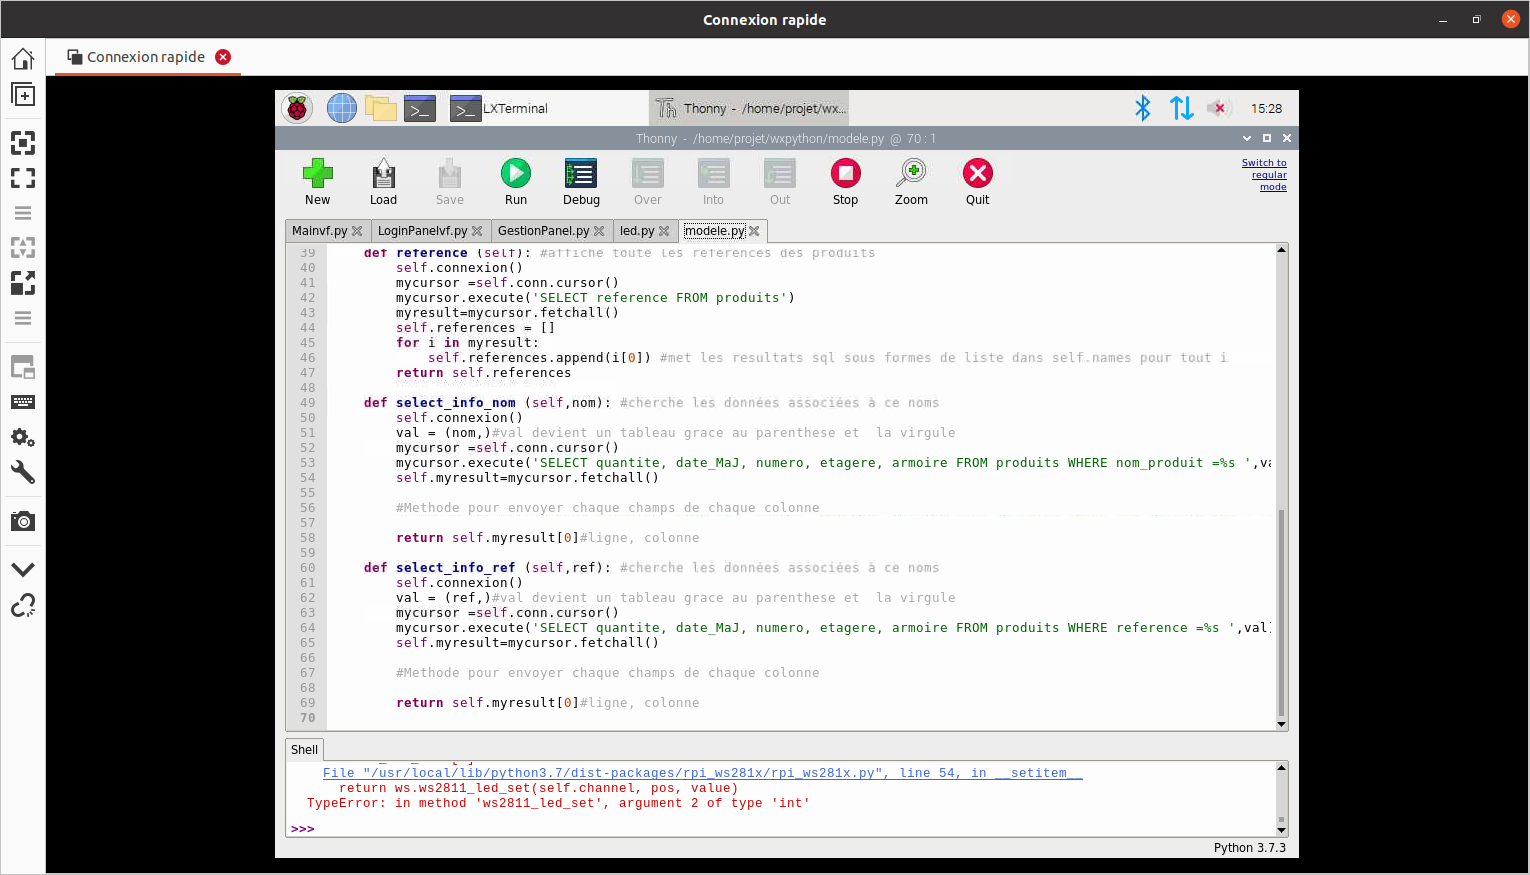 Connexion rapide
Connexion rapide
LXTerminal
Thonny - /home/projet/wx...
15:28
Thonny - /home/projet/wxpython/modele.py @ 70 : 1
New
Load
Save
Run
Debug
Over
Into
Out
Stop
Zoom
Quit
Switch to
regular
mode
Mainvf.py
LoginPanelvf.py
GestionPanel.py
led.py
modele.py
39 def reference (self): #affiche toute les references des produits
40 self.connexion()
41 mycursor =self.conn.cursor()
42 mycursor.execute('SELECT reference FROM produits')
43 myresult=mycursor.fetchall()
44 self.references = []
45 for i in myresult:
46 self.references.append(i[0]) #met les resultats sql sous formes de liste dans self.names pour tout i
47 return self.references
48
49 def select_info_nom (self,nom): #cherche les données associées à ce noms
50 self.connexion()
51 val = (nom,)#val devient un tableau grace au parenthese et  la virgule
52 mycursor =self.conn.cursor()
53 mycursor.execute('SELECT quantite, date_MaJ, numero, etagere, armoire FROM produits WHERE nom_produit =%s ',va
54 self.myresult=mycursor.fetchall()
55
56 #Methode pour envoyer chaque champs de chaque colonne
57
58 return self.myresult[0]#ligne, colonne
59
60 def select_info_ref (self,ref): #cherche les données associées à ce noms
61 self.connexion()
62 val = (ref,)#val devient un tableau grace au parenthese et  la virgule
63 mycursor =self.conn.cursor()
64 mycursor.execute('SELECT quantite, date_MaJ, numero, etagere, armoire FROM produits WHERE reference =%s ',val
65 self.myresult=mycursor.fetchall()
66
67 #Methode pour envoyer chaque champs de chaque colonne
68
69 return self.myresult[0]#ligne, colonne
70
Shell
File "/usr/local/lib/python3.7/dist-packages/rpi_ws281x/rpi_ws281x.py", line 54, in __setitem__
return ws.ws2811_led_set(self.channel, pos, value)
TypeError: in method 'ws2811_led_set', argument 2 of type 'int'
>>>
Python 3.7.3